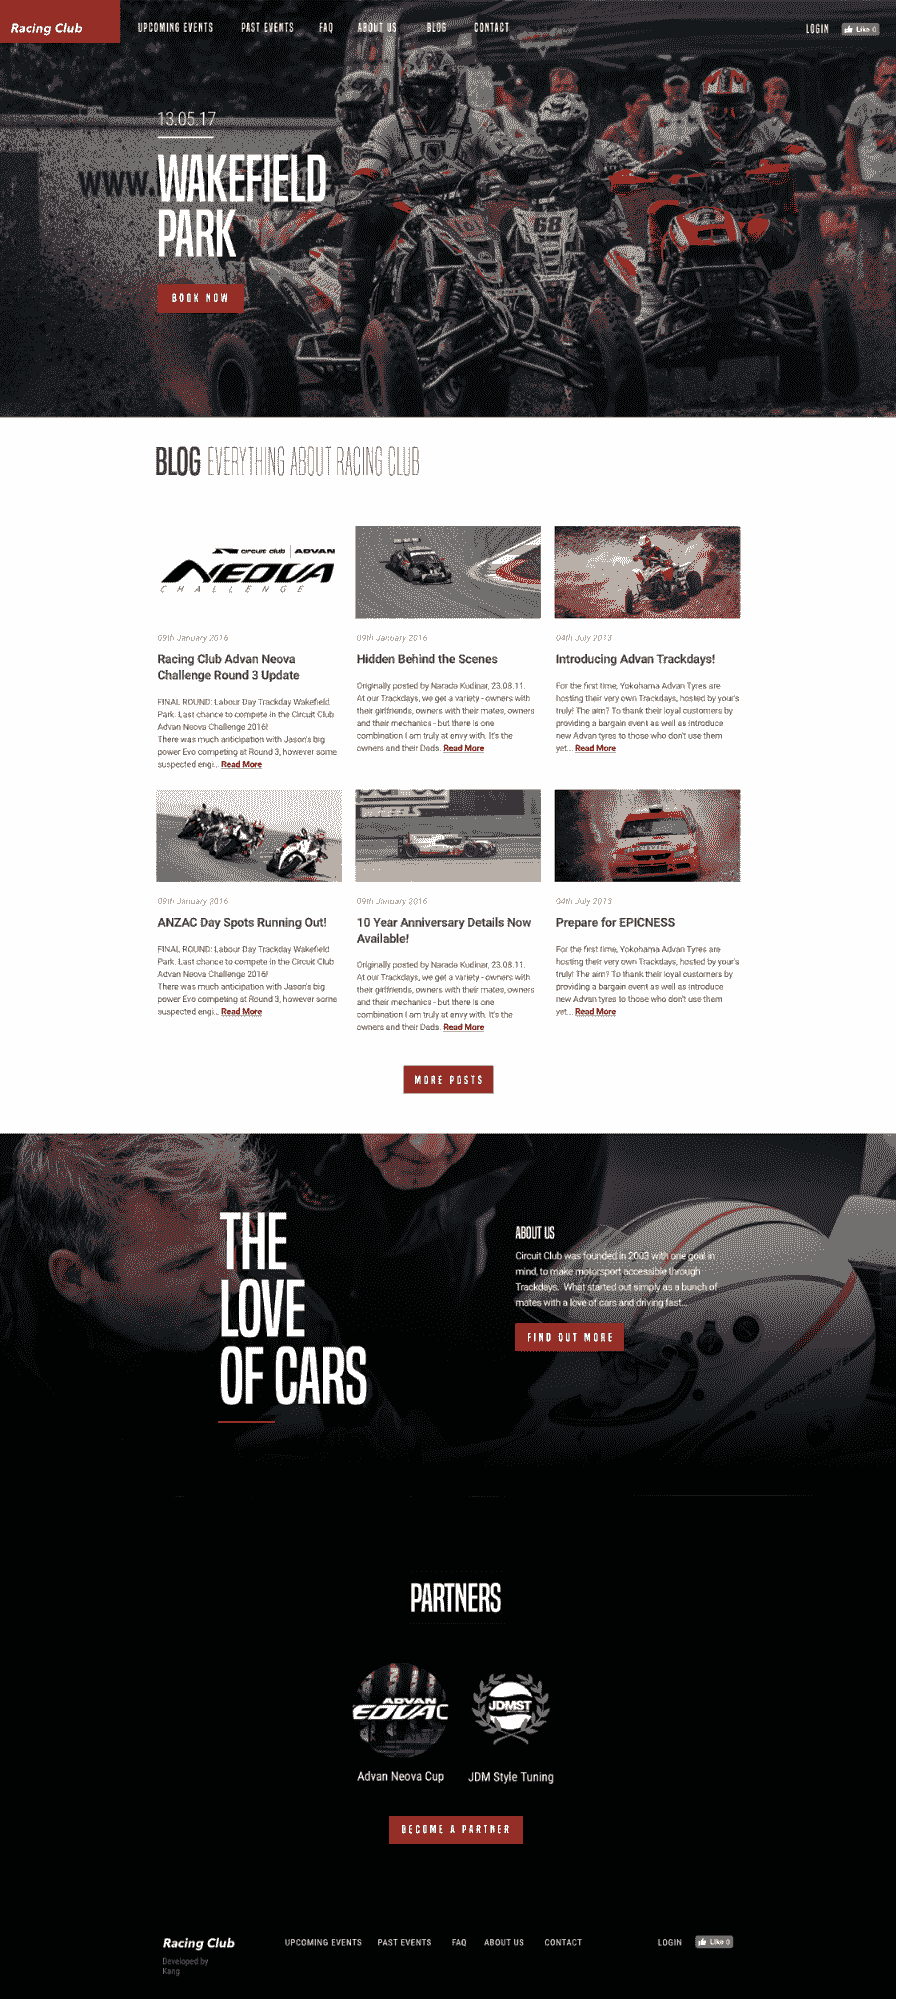 Racing Club
UPCOMING EVENTS PAST EVENTS FAQ ABOUT US BLOG CONTACT
LOGIN Like 0
13.05.17
www.
WAKEFIELD
PARK
68
BOOK NOW
BLOG EVERYTHING ABOUT RACING CLUB
circuit club | ADVAN
NEOVA
CHALLENGE
09th January 2016
Racing Club Advan Neova
Challenge Round 3 Update
FINAL ROUND: Labour Day Trackday Wakefield
Park. Last chance to compete in the Circuit Club
Advan Neova Challenge 2016!
There was much anticipation with Jason's big
power Evo competing at Round 3, however some
suspected engi... Read More
09th January 2016
Hidden Behind the Scenes
Originally posted by Narada Kudinar, 23.08.11.
At our Trackdays, we get a variety - owners with
their girlfriends, owners with their mates, owners
and their mechanics - but there is one
combination I am truly at envy with. It's the
owners and their Dads. Read More
04th July 2013
Introducing Advan Trackdays!
For the first time, Yokohama Advan Tyres are
hosting their very own Trackdays, hosted by your's
truly! The aim? To thank their loyal customers by
providing a bargain event as well as introduce
new Advan tyres to those who don't use them
yet... Read More
WHEELS
09th January 2016
ANZAC Day Spots Running Out!
FINAL ROUND: Labour Day Trackday Wakefield
Park. Last chance to compete in the Circuit Club
Advan Neova Challenge 2016!
There was much anticipation with Jason's big
power Evo competing at Round 3, however some
suspected engi... Read More
09th January 2016
10 Year Anniversary Details Now
Available!
Originally posted by Narada Kudinar, 23.08.11.
At our Trackdays, we get a variety - owners with
their girlfriends, owners with their mates, owners
and their mechanics - but there is one
combination I am truly at envy with. It's the
owners and their Dads. Read More
04th July 2013
Prepare for EPICNESS
For the first time, Yokohama Advan Tyres are
hosting their very own Trackdays, hosted by your's
truly! The aim? To thank their loyal customers by
providing a bargain event as well as introduce
new Advan tyres to those who don't use them
yet... Read More
MORE POSTS
THE
LOVE
OF CARS
ABOUT US
Circuit Club was founded in 2003 with one goal in
mind, to make motorsport accessible through
Trackdays. What started out simply as a bunch of
mates with a love of cars and driving fast...
FIND OUT MORE
GRAND PRIX
PARTNERS
ADVAN
EOVA C
JDMST
Advan Neova Cup
JDM Style Tuning
BECOME A PARTNER
Racing Club
UPCOMING EVENTS PAST EVENTS FAQ ABOUT US CONTACT
LOGIN Like 0
Developed by
Kang